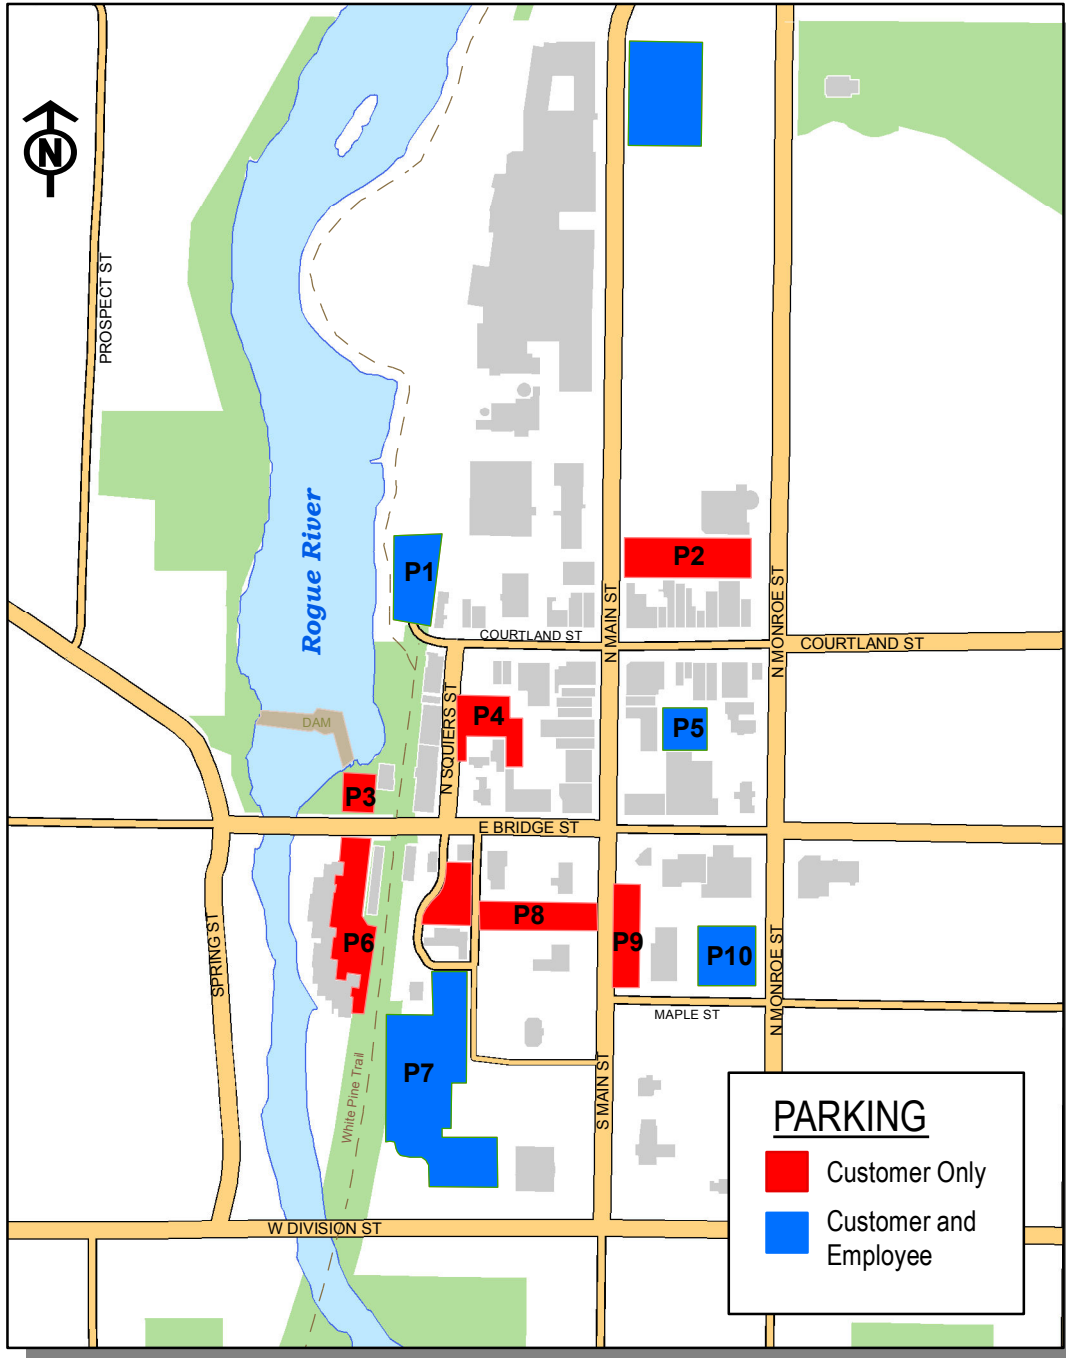 N
PROSPECT ST
Rogue River
P1
P2
COURTLAND ST
N MAIN ST
N MONROE ST
COURTLAND ST
N SQUIERS ST
P4
P5
DAM
P3
E BRIDGE ST
SPRING ST
P6
P8
P9
P10
N MONROE ST
MAPLE ST
White Pine Trail
P7
S MAIN ST
W DIVISION ST
PARKING
Customer Only
Customer and
Employee